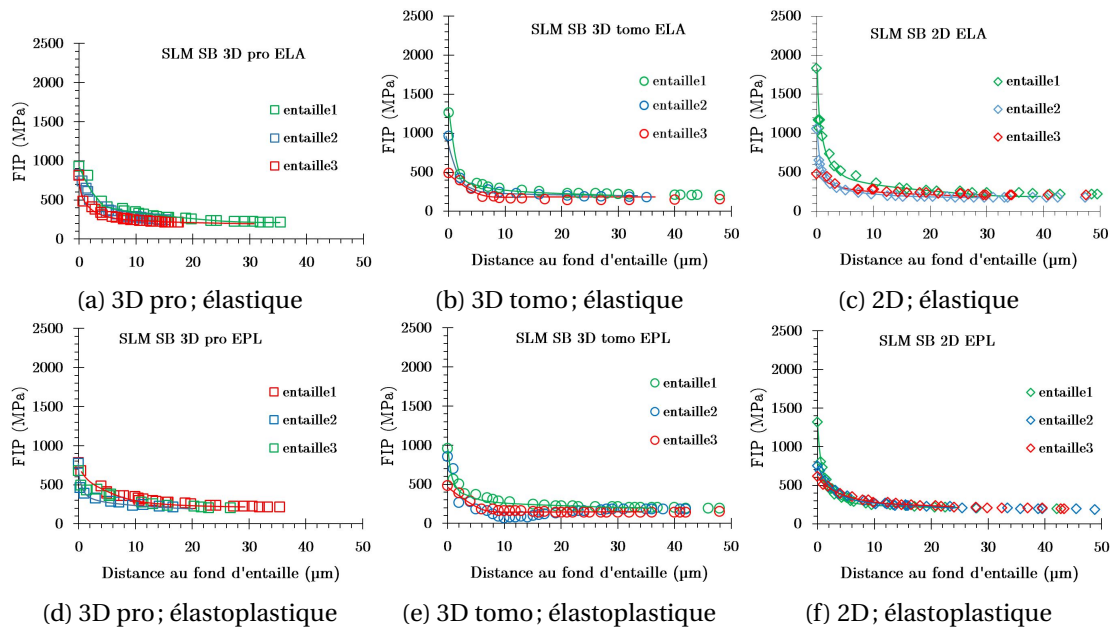 SLM SB 3D pro ELA
FIP (MPa)
2500
2000
1500
1000
500
0
entaille1
entaille2
entaille3
0 10 20 30 40 50
Distance au fond d'entaille (µm)
(a) 3D pro; élastique
SLM SB 3D tomo ELA
FIP (MPa)
2500
2000
1500
1000
500
0
entaille1
entaille2
entaille3
0 10 20 30 40 50
Distance au fond d'entaille (µm)
(b) 3D tomo; élastique
SLM SB 2D ELA
FIP (MPa)
2500
2000
1500
1000
500
0
entaille1
entaille2
entaille3
0 10 20 30 40 50
Distance au fond d'entaille (µm)
(c) 2D; élastique
SLM SB 3D pro EPL
FIP (MPa)
2500
2000
1500
1000
500
0
entaille1
entaille2
entaille3
0 10 20 30 40 50
Distance au fond d'entaille (µm)
(d) 3D pro; élastoplastique
SLM SB 3D tomo EPL
FIP (MPa)
2500
2000
1500
1000
500
0
entaille1
entaille2
entaille3
0 10 20 30 40 50
Distance au fond d'entaille (µm)
(e) 3D tomo; élastoplastique
SLM SB 2D EPL
FIP (MPa)
2500
2000
1500
1000
500
0
entaille1
entaille2
entaille3
0 10 20 30 40 50
Distance au fond d'entaille (µm)
(f) 2D; élastoplastique